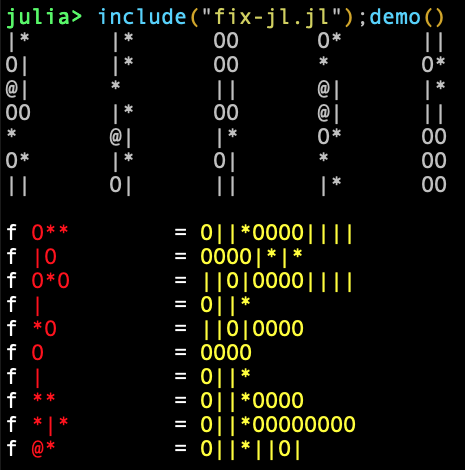 julia> include("fix-jl.jl");demo()
|* |* OO O* ||
O| |* OO * O*
@| * || @| |*
OO |* OO @| ||
* @| |* O* OO
O* |* O| * OO
|| O| || |* OO
f O** = O||*OOOO||||
f |O = OOOO|*|*
f O*O = ||O|OOOO||||
f | = O||*
f *O = ||O|OOOO
f O = OOOO
f | = O||*
f ** = O||*OOOO
f *|* = O||*OOOOOOOO
f @* = O||*||O|